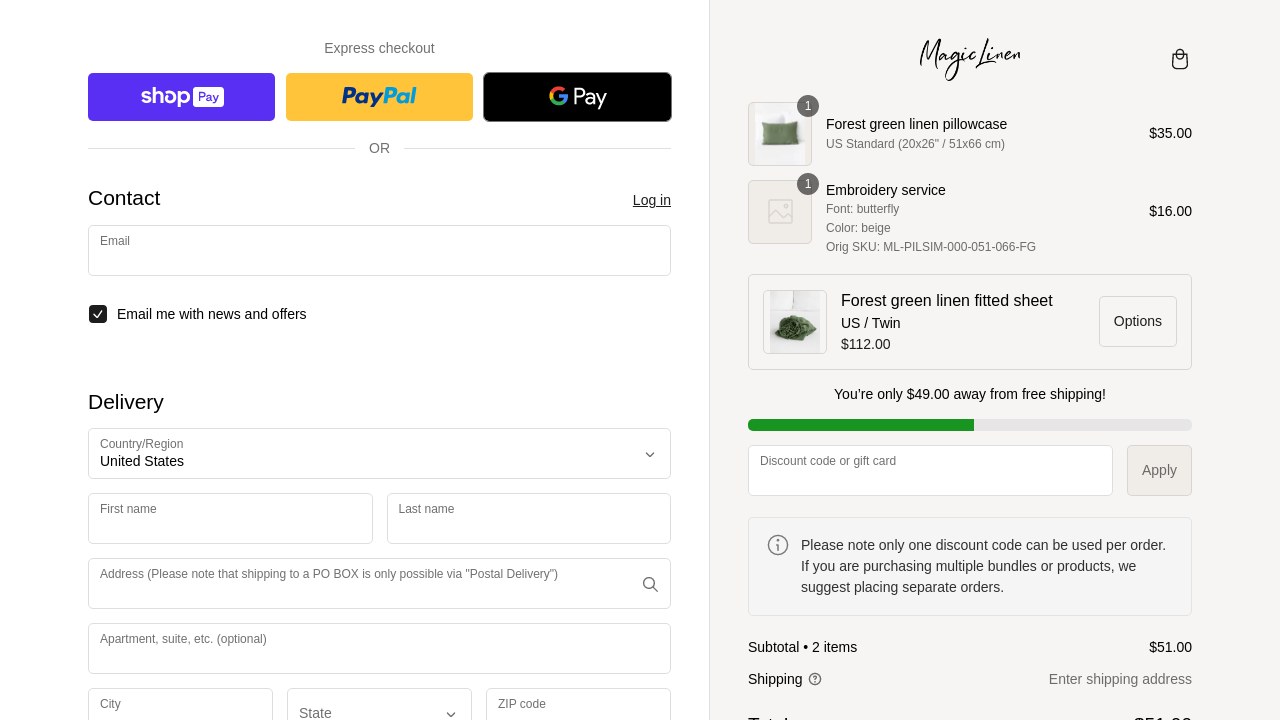 Express checkout
shop Pay
PayPal
G Pay
OR
Contact
Log in
Email
Email me with news and offers
Delivery
Country/Region
United States
First name
Last name
Address (Please note that shipping to a PO BOX is only possible via "Postal Delivery")
Apartment, suite, etc. (optional)
City
State
ZIP code
Magic Linen
1
Forest green linen pillowcase
US Standard (20x26" / 51x66 cm)
$35.00
1
Embroidery service
Font: butterfly
Color: beige
Orig SKU: ML-PILSIM-000-051-066-FG
$16.00
Forest green linen fitted sheet
US / Twin
$112.00
Options
You’re only $49.00 away from free shipping!
Discount code or gift card
Apply
Please note only one discount code can be used per order.
If you are purchasing multiple bundles or products, we
suggest placing separate orders.
Subtotal • 2 items
$51.00
Shipping
Enter shipping address
Total
$51.00